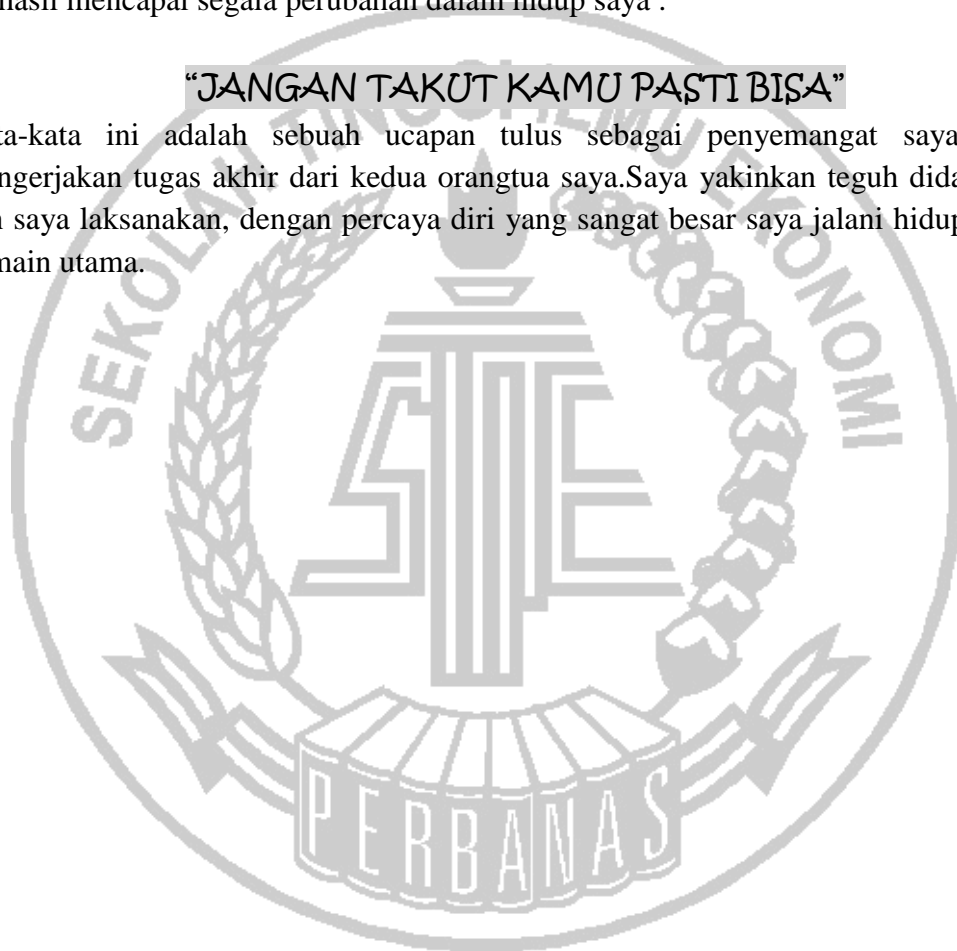 mencapai segara perubahan dalam hidup saya .
“JANGAN TAKUT KAMU PASTI BISA”
ta-kata ini adalah sebuah ucapan tulus sebagai penyemangat saya
ngerjakan tugas akhir dari kedua orangtua saya.Saya yakinkan teguh dida
saya laksanakan, dengan percaya diri yang sangat besar saya jalani hidup
main utama.
SEKOLAH TINGGI ILMU EKONOMI
STIE
PERBANAS